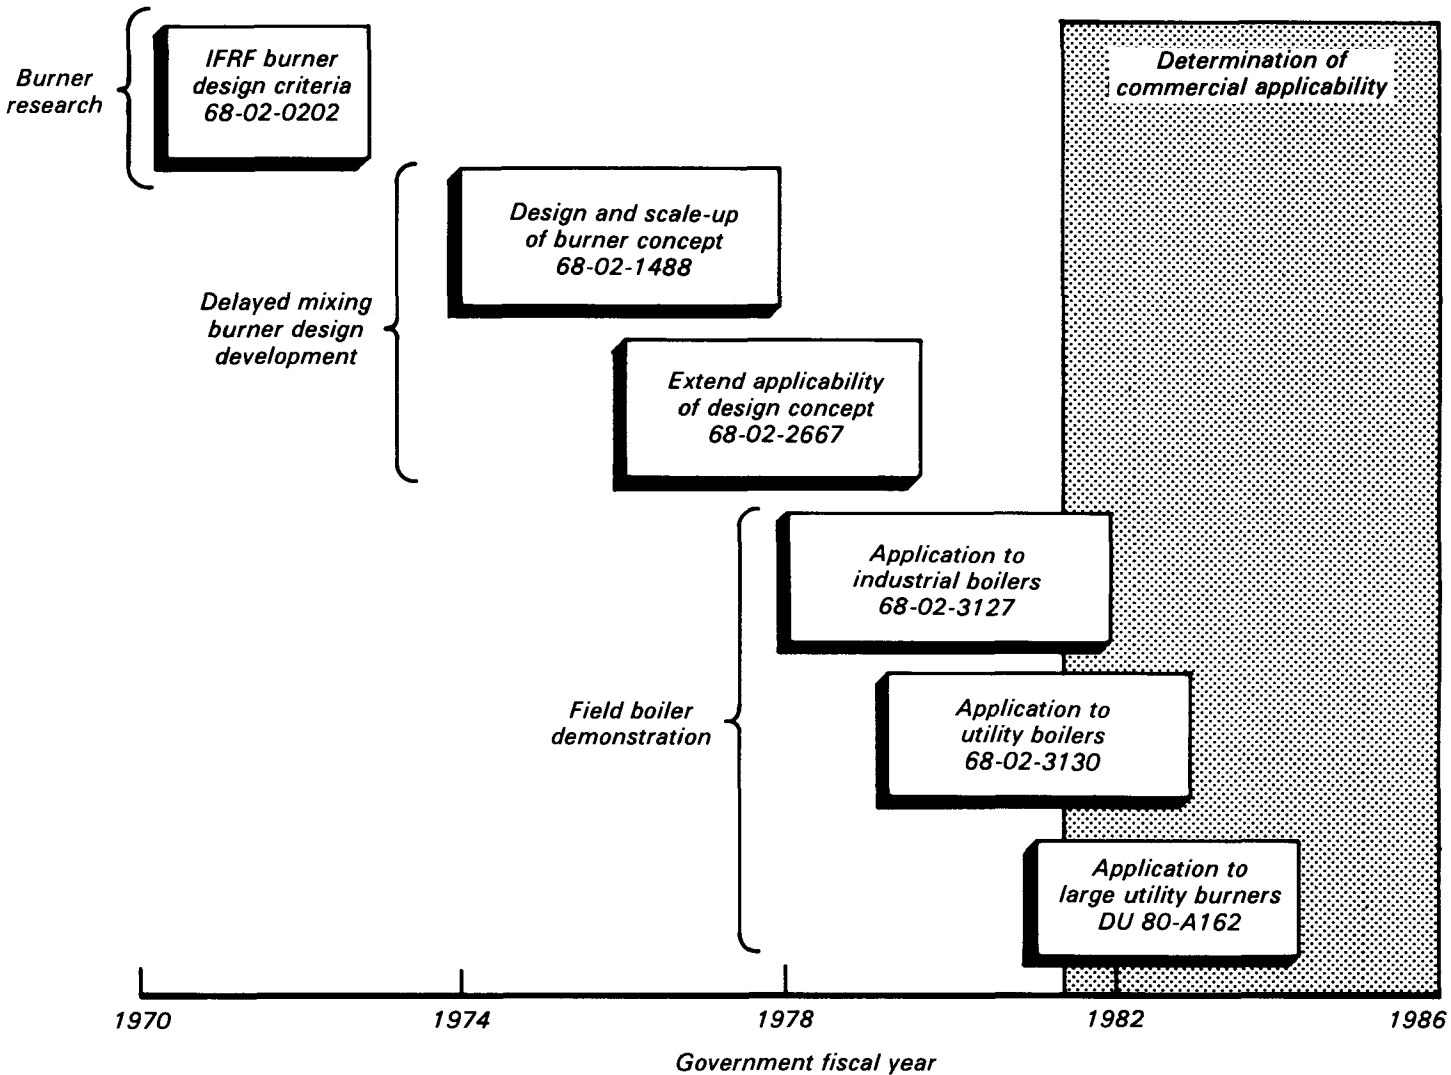 Burner
research
IFRF burner
design criteria
68-02-0202
Determination of
commercial applicability
Design and scale-up
of burner concept
68-02-1488
Delayed mixing
burner design
development
Extend applicability
of design concept
68-02-2667
Application to
industrial boilers
68-02-3127
Field boiler
demonstration
Application to
utility boilers
68-02-3130
Application to
large utility burners
DU 80-A162
1970 1974 1978 1982 1986
Government fiscal year